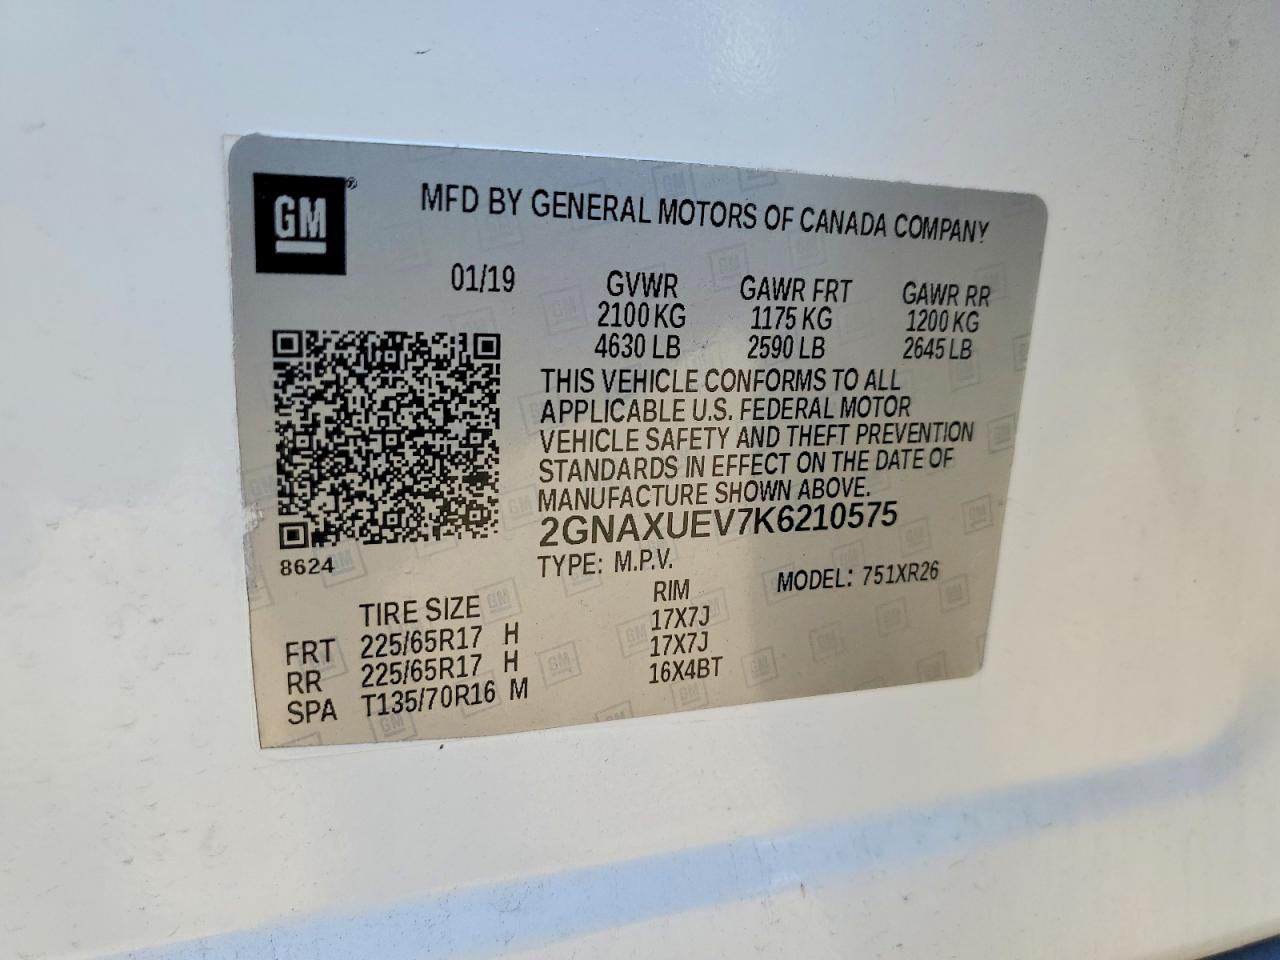 GM®
MFD BY GENERAL MOTORS OF CANADA COMPANY
01/19 GVWR GAWR FRT GAWR RR
2100 KG 1175 KG 1200 KG
4630 LB 2590 LB 2645 LB
THIS VEHICLE CONFORMS TO ALL
APPLICABLE U.S. FEDERAL MOTOR
VEHICLE SAFETY AND THEFT PREVENTION
STANDARDS IN EFFECT ON THE DATE OF
MANUFACTURE SHOWN ABOVE.
2GNAXUEV7K6210575
8624
TYPE: M.P.V. MODEL: 751XR26
TIRE SIZE RIM
FRT 225/65R17 H 17X7J
RR 225/65R17 H 17X7J
SPA T135/70R16 M 16X4BT